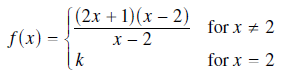 f(x) = { (2x + 1)(x − 2) / x − 2 for x ≠ 2
k for x = 2